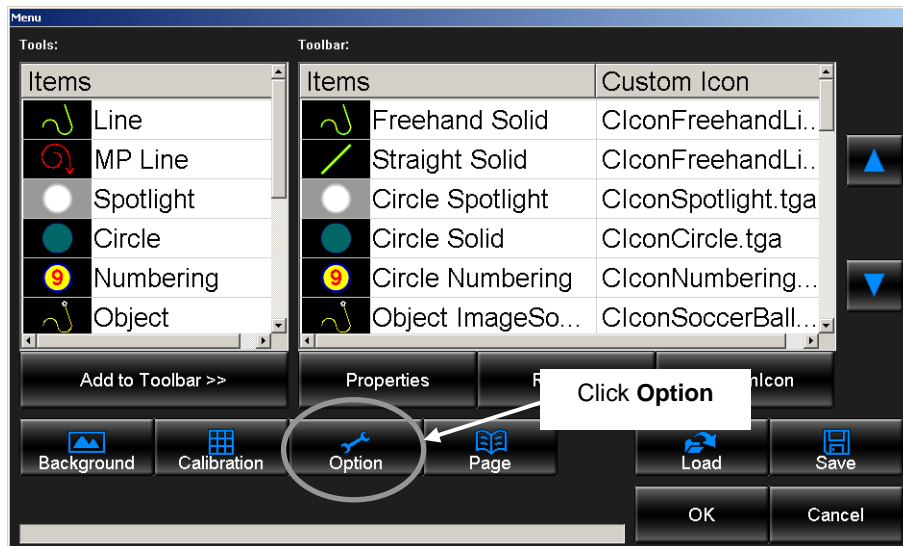 Menu
Tools: Toolbar:
Items Items Custom Icon
Line Freehand Solid CIconFreehandLi..
MP Line Straight Solid CIconFreehandLi..
Spotlight Circle Spotlight CIconSpotlight.tga
Circle Circle Solid CIconCircle.tga
9 Numbering 9 Circle Numbering CIconNumbering...
Object Object ImageSo... CIconSoccerBall...
Add to Toolbar >> Properties
Click Option
Background Calibration Option Page Load Save
OK Cancel